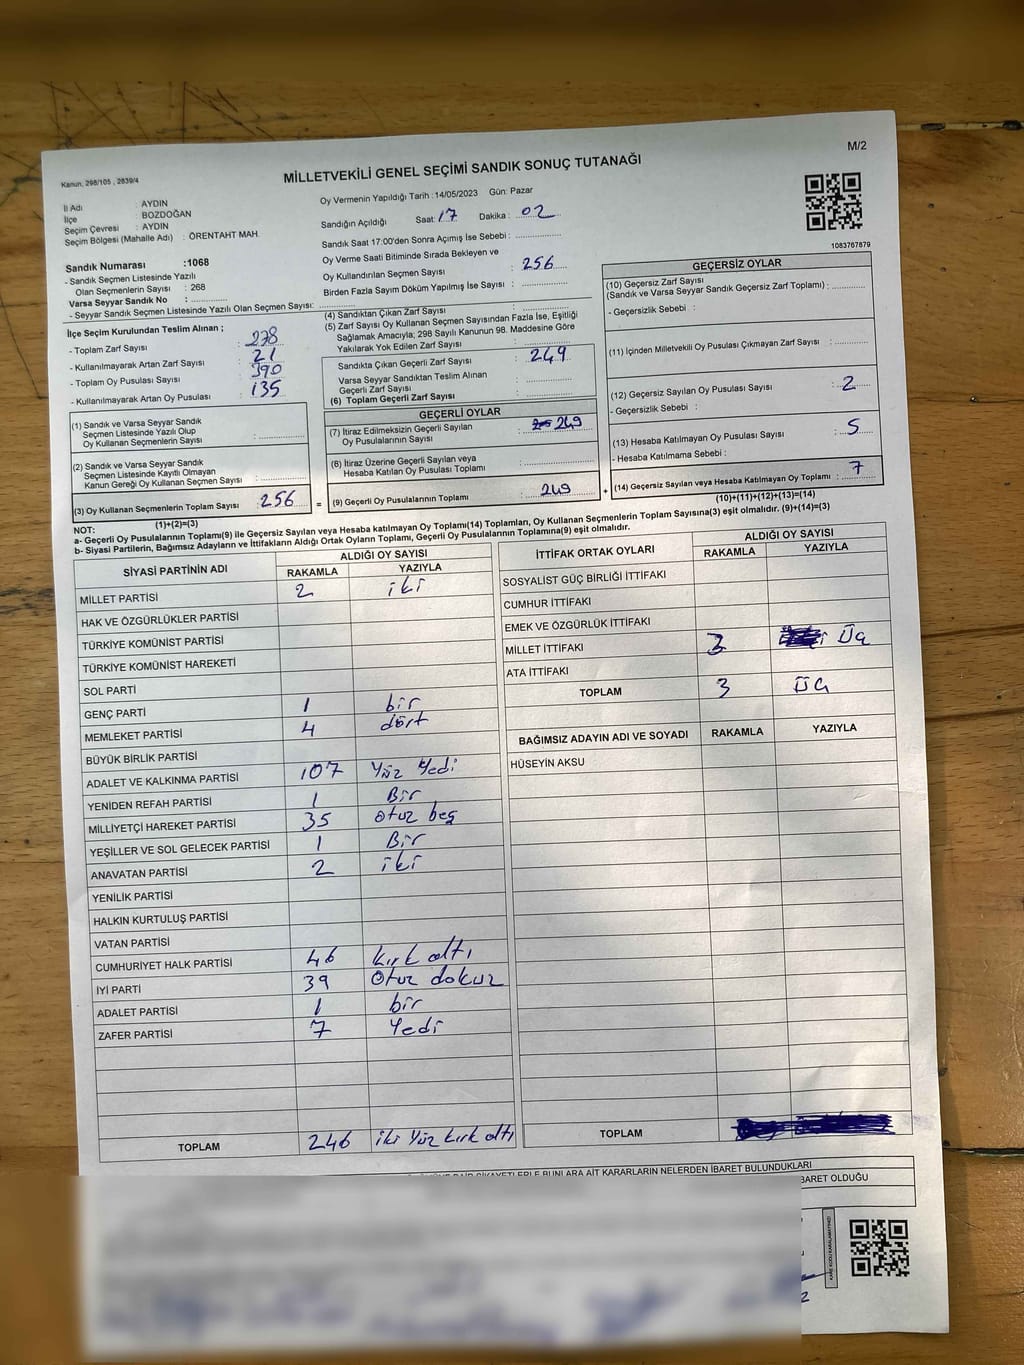 M/2
Kanun, 298/105 , 2839/4
MİLLETVEKİLİ GENEL SEÇİMİ SANDIK SONUÇ TUTANAĞI
İl Adı : AYDIN
İlçe : BOZDOĞAN
Seçim Çevresi : AYDIN
Seçim Bölgesi (Mahalle Adı) : ÖRENTAHT MAH.
Sandık Numarası :1068
- Sandık Seçmen Listesinde Yazılı
Olan Seçmenlerin Sayısı : 268
Varsa Seyyar Sandık No : ..............
- Seyyar Sandık Seçmen Listesinde Yazılı Olan Seçmen Sayısı: ..............
Oy Vermenin Yapıldığı Tarih :14/05/2023 Gün: Pazar
Sandığın Açıldığı Saat: 17 Dakika : 02
Sandık Saat 17:00'den Sonra Açımış İse Sebebi : ..............
Oy Verme Saati Bitiminde Sırada Bekleyen ve
Oy Kullandırılan Seçmen Sayısı : 256
Birden Fazla Sayım Döküm Yapılmış İse Sayısı : ..............
1083767879
İlçe Seçim Kurulundan Teslim Alınan ;
- Toplam Zarf Sayısı : 278
- Kullanılmayarak Artan Zarf Sayısı : 21
- Toplam Oy Pusulası Sayısı : 390
- Kullanılmayarak Artan Oy Pusulası : 135
(1) Sandık ve Varsa Seyyar Sandık
Seçmen Listesinde Yazılı Olup
Oy Kullanan Seçmenlerin Sayısı : ..............
(2) Sandık ve Varsa Seyyar Sandık
Seçmen Listesinde Kayıtlı Olmayan
Kanun Gereği Oy Kullanan Seçmen Sayısı : ..............
(3) Oy Kullanan Seçmenlerin Toplam Sayısı : 256 =
(1)+(2)=(3)
(4) Sandıktan Çıkan Zarf Sayısı : ..............
(5) Zarf Sayısı Oy Kullanan Seçmen Sayısından Fazla İse, Eşitliği
Sağlamak Amacıyla; 298 Sayılı Kanunun 98. Maddesine Göre
Yakılarak Yok Edilen Zarf Sayısı : ..............
Sandıkta Çıkan Geçerli Zarf Sayısı : 249
Varsa Seyyar Sandıktan Teslim Alınan
Geçerli Zarf Sayısı : ..............
(6) Toplam Geçerli Zarf Sayısı : ..............
GEÇERLİ OYLAR
(7) İtiraz Edilmeksizin Geçerli Sayılan
Oy Pusulalarının Sayısı : 249
(8) İtiraz Üzerine Geçerli Sayılan veya
Hesaba Katılan Oy Pusulası Toplamı : ..............
(9) Geçerli Oy Pusulalarının Toplamı : 249 +
GEÇERSİZ OYLAR
(10) Geçersiz Zarf Sayısı
(Sandık ve Varsa Seyyar Sandık Geçersiz Zarf Toplamı) : ..............
- Geçersizlik Sebebi :
(11) İçinden Milletvekili Oy Pusulası Çıkmayan Zarf Sayısı : ..............
(12) Geçersiz Sayılan Oy Pusulası Sayısı : 2
- Geçersizlik Sebebi :
(13) Hesaba Katılmayan Oy Pusulası Sayısı : 5
- Hesaba Katılmama Sebebi :
(14) Geçersiz Sayılan veya Hesaba Katılmayan Oy Toplamı : 7
(10)+(11)+(12)+(13)=(14)
NOT:
a- Geçerli Oy Pusulalarının Toplamı(9) ile Geçersiz Sayılan veya Hesaba katılmayan Oy Toplamı(14) Toplamları, Oy Kullanan Seçmenlerin Toplam Sayısına(3) eşit olmalıdır. (9)+(14)=(3)
b- Siyasi Partilerin, Bağımsız Adayların ve İttifakların Aldığı Ortak Oyların Toplamı, Geçerli Oy Pusulalarının Toplamına(9) eşit olmalıdır.
SİYASİ PARTİNİN ADI ALDIĞI OY SAYISI
RAKAMLA YAZIYLA
MİLLET PARTİSİ 2 iki
HAK VE ÖZGÜRLÜKLER PARTİSİ
TÜRKİYE KOMÜNİST PARTİSİ
TÜRKİYE KOMÜNİST HAREKETİ
SOL PARTİ
GENÇ PARTİ 1 bir
MEMLEKET PARTİSİ 4 dört
BÜYÜK BİRLİK PARTİSİ
ADALET VE KALKINMA PARTİSİ 107 Yüz Yedi
YENİDEN REFAH PARTİSİ 1 Bir
MİLLİYETÇİ HAREKET PARTİSİ 35 otuz beş
YEŞİLLER VE SOL GELECEK PARTİSİ 1 Bir
ANAVATAN PARTİSİ 2 iki
YENİLİK PARTİSİ
HALKIN KURTULUŞ PARTİSİ
VATAN PARTİSİ
CUMHURİYET HALK PARTİSİ 46 kırk altı
İYİ PARTİ 39 Otuz dokuz
ADALET PARTİSİ 1 bir
ZAFER PARTİSİ 7 Yedi
TOPLAM 246 iki Yüz kırk altı
İTTİFAK ORTAK OYLARI ALDIĞI OY SAYISI
RAKAMLA YAZIYLA
SOSYALİST GÜÇ BİRLİĞİ İTTİFAKI
CUMHUR İTTİFAKI
EMEK VE ÖZGÜRLÜK İTTİFAKI
MİLLET İTTİFAKI 3 Üç
ATA İTTİFAKI
TOPLAM 3 Üç
BAĞIMSIZ ADAYIN ADI VE SOYADI RAKAMLA YAZIYLA
HÜSEYİN AKSU
TOPLAM
ŞİKAYETLERLE BUNLARA AİT KARARLARIN NELERDEN İBARET BULUNDUKLARI
BARET OLDUĞU
KARE KODU KARALAMAYINIZ!